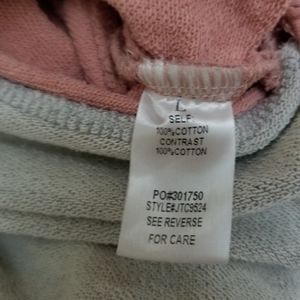 L
SELF:
100%COTTON
CONTRAST
100%COTTON
PO#301750
STYLE#JTC9524
SEE REVERSE
FOR CARE